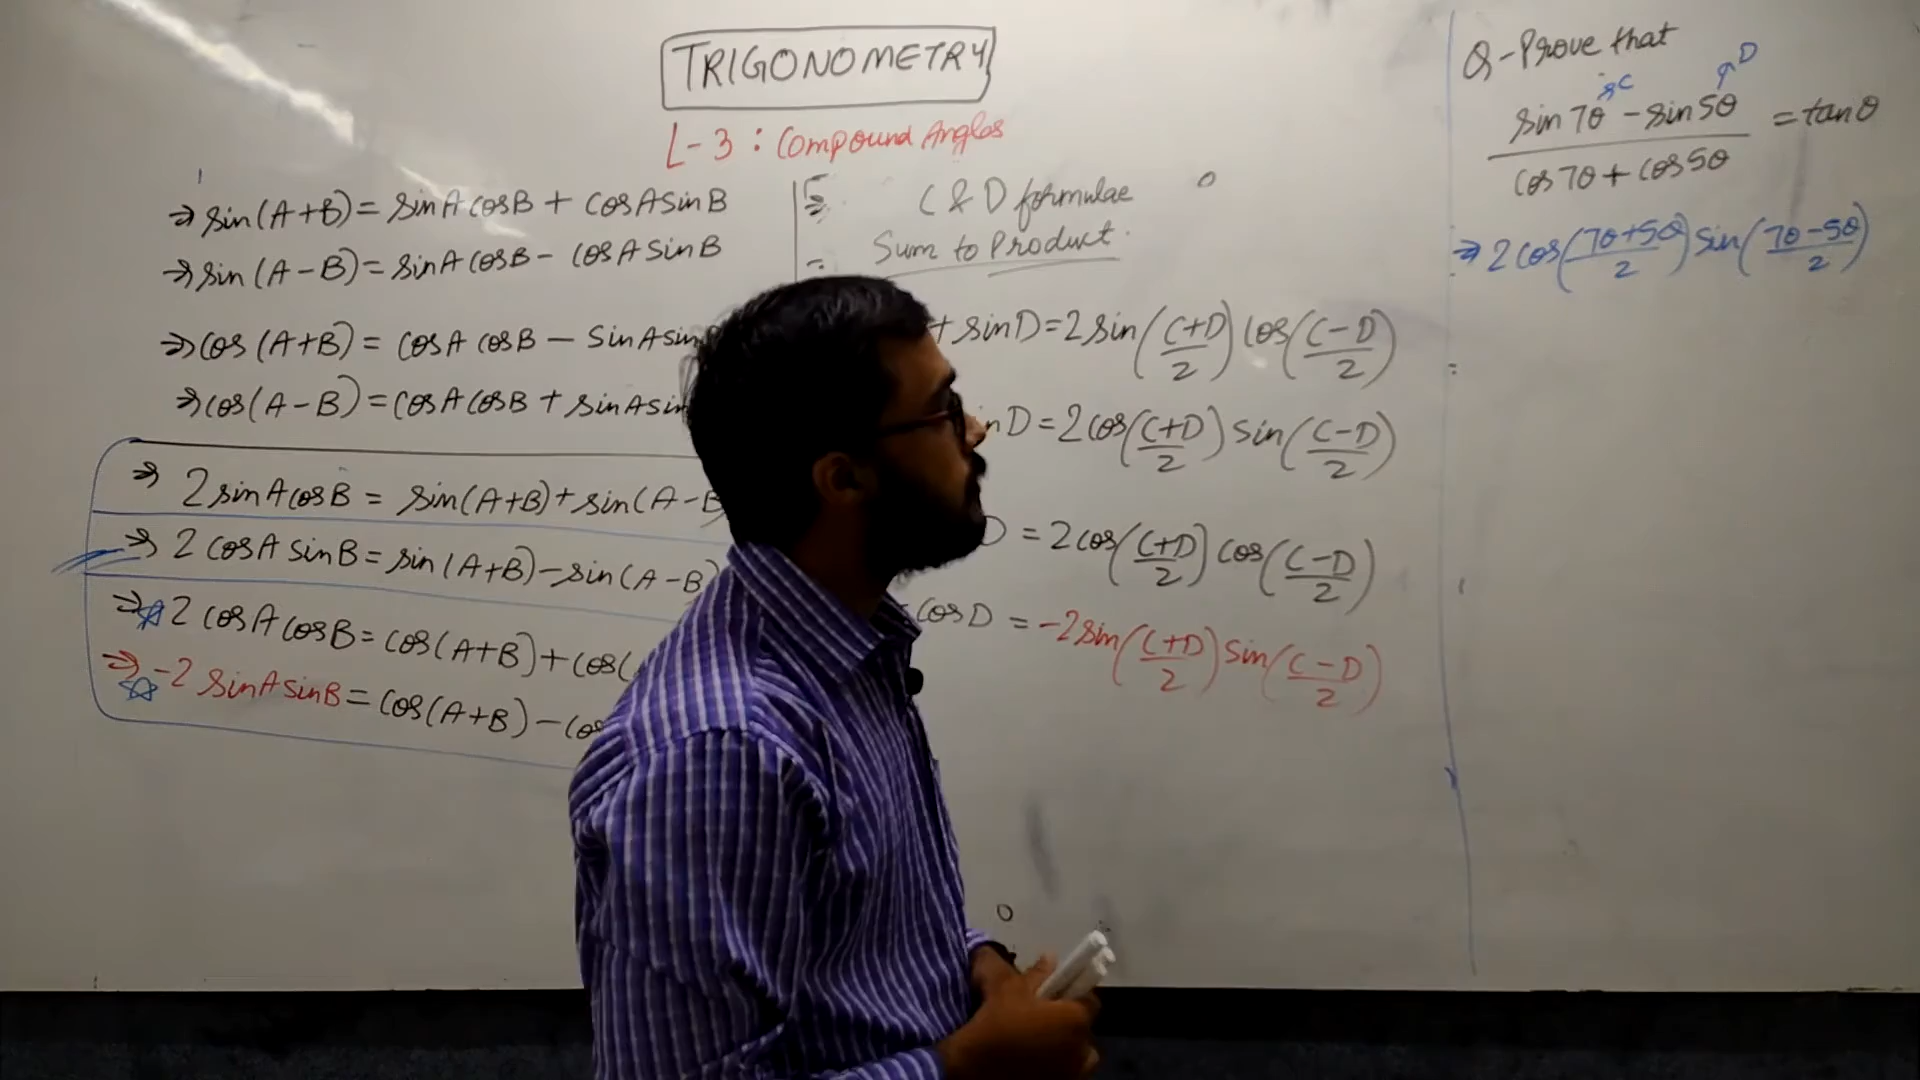 TRIGONOMETRY
L-3 : Compound Angles
⇒ sin(A+B) = sinA cosB + cosA sinB
⇒ sin(A-B) = sinA cosB - cosA sinB
⇒ cos(A+B) = cosA cosB - sinA sin
⇒ cos(A-B) = cosA cosB + sinA sin
⇒ 2 sinA cosB = sin(A+B) + sin(A-B
⇒ 2 cosA sinB = sin(A+B) - sin(A-B)
⇒ ☆ 2 cosA cosB = cos(A+B) + cos(
⇒ ☆ -2 sinA sinB = cos(A+B) - cos
C & D formulae
Sum to Product
+ sinD = 2 sin((C+D)/2) cos((C-D)/2)
inD = 2 cos((C+D)/2) sin((C-D)/2)
D = 2 cos((C+D)/2) cos((C-D)/2)
- cosD = -2 sin((C+D)/2) sin((C-D)/2)
Q - Prove that
C D
(sin 7θ - sin 5θ)/(cos 7θ + cos 5θ) = tan θ
⇒ 2 cos((7θ+5θ)/2) sin((7θ-5θ)/2)